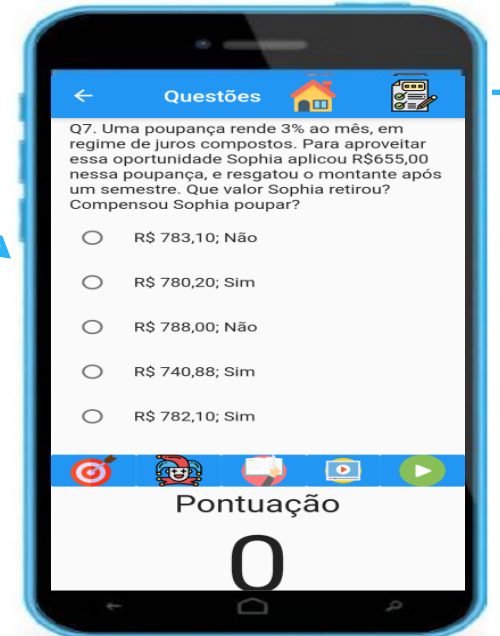 Questões
Q7. Uma poupança rende 3% ao mês, em
regime de juros compostos. Para aproveitar
essa oportunidade Sophia aplicou R$655,00
nessa poupança, e resgatou o montante após
um semestre. Que valor Sophia retirou?
Compensou Sophia poupar?
R$ 783,10; Não
R$ 780,20; Sim
R$ 788,00; Não
R$ 740,88; Sim
R$ 782,10; Sim
Pontuação
0